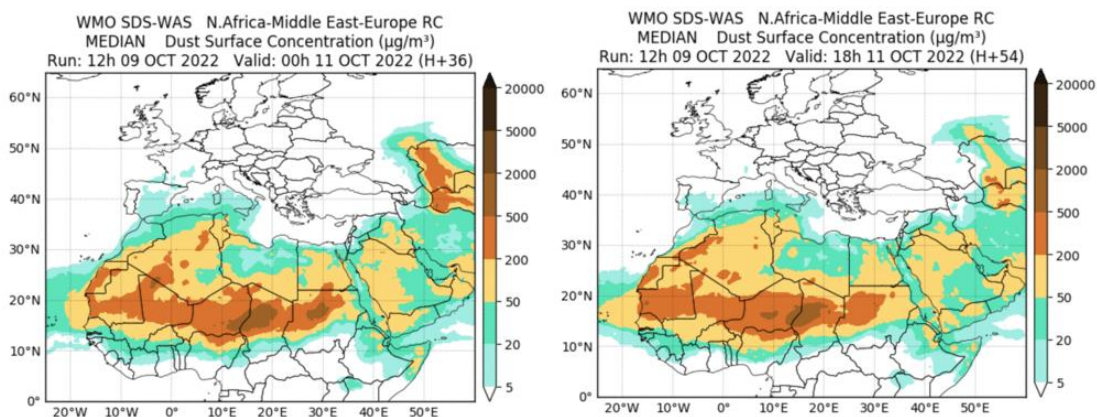 WMO SDS-WAS   N.Africa-Middle East-Europe RC
MEDIAN    Dust Surface Concentration (µg/m³)
Run: 12h 09 OCT 2022   Valid: 00h 11 OCT 2022 (H+36)
60°N
50°N
40°N
30°N
20°N
10°N
0°
20°W
10°W
0°
10°E
20°E
30°E
40°E
50°E
20000
5000
2000
500
200
50
20
5
WMO SDS-WAS   N.Africa-Middle East-Europe RC
MEDIAN    Dust Surface Concentration (µg/m³)
Run: 12h 09 OCT 2022   Valid: 18h 11 OCT 2022 (H+54)
60°N
50°N
40°N
30°N
20°N
10°N
0°
20°W
10°W
0°
10°E
20°E
30°E
40°E
50°E
20000
5000
2000
500
200
50
20
5